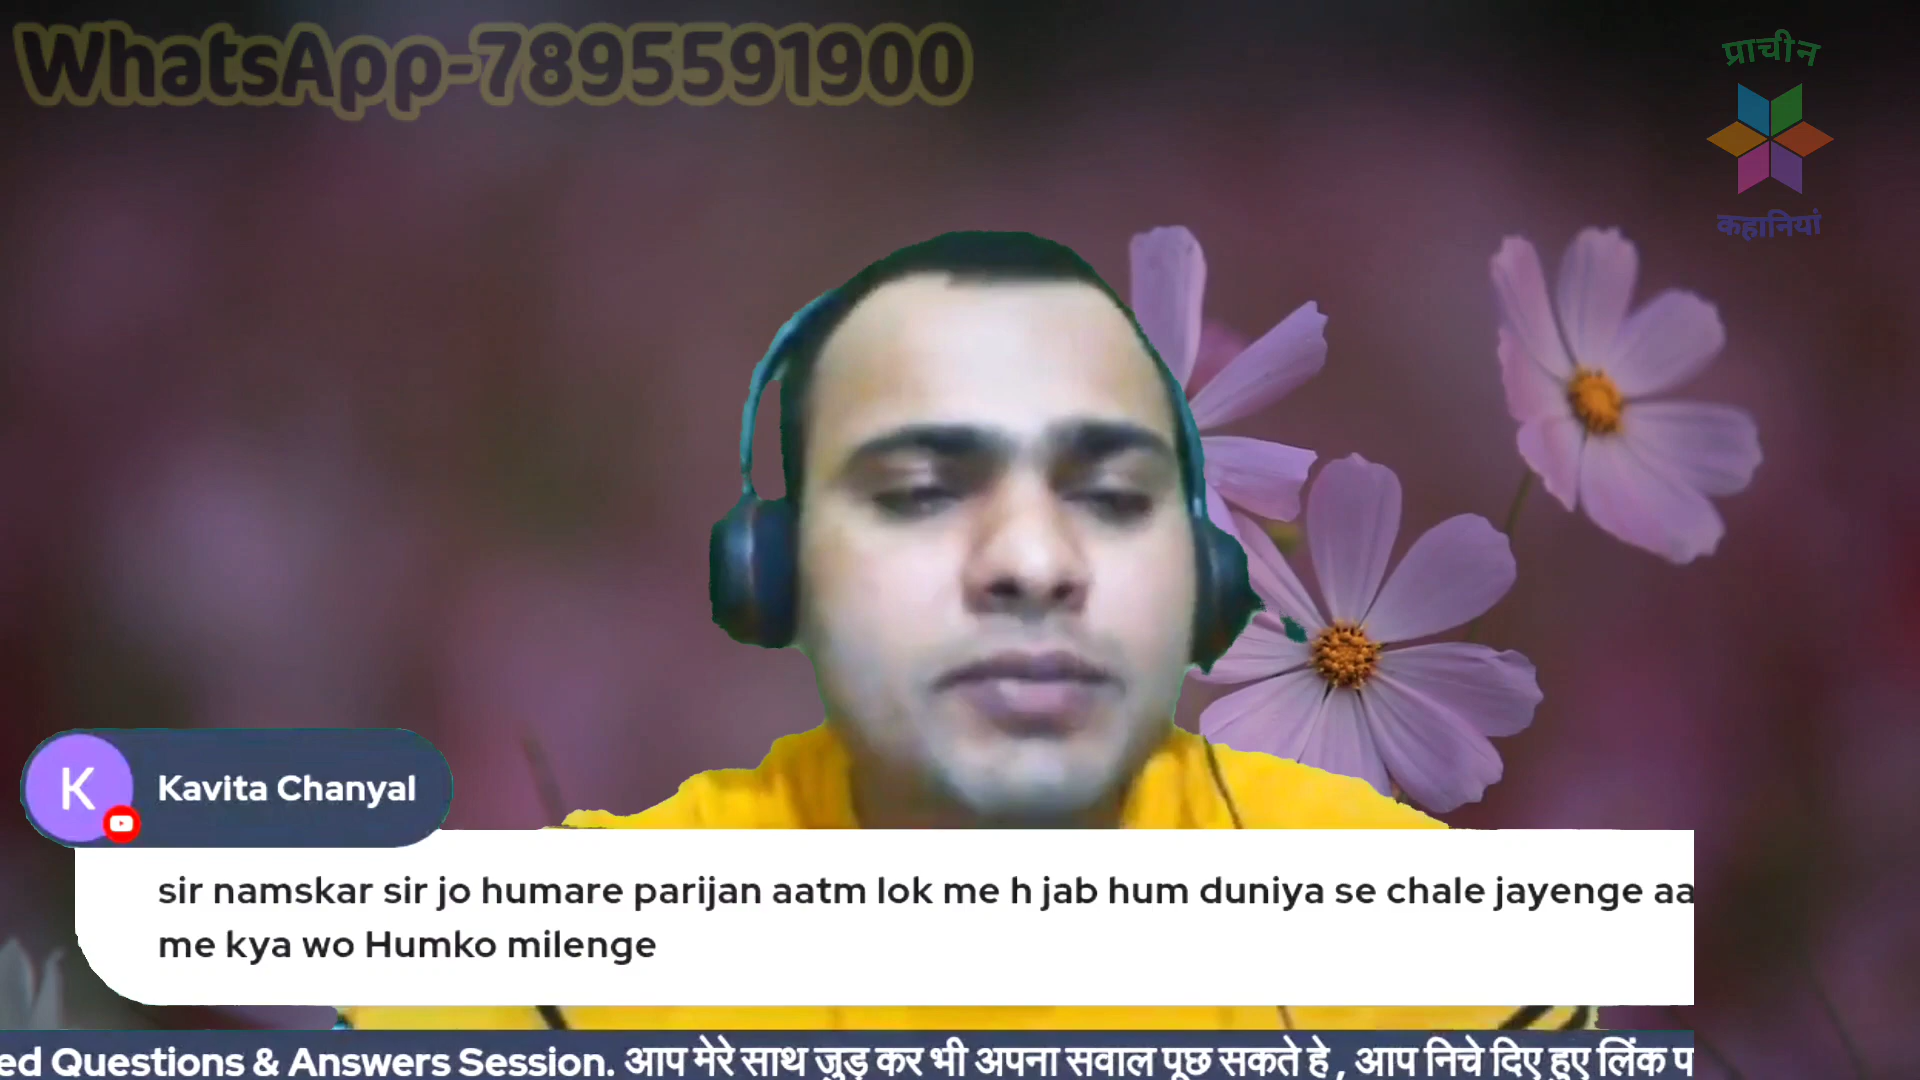 WhatsApp-7895591900
प्राचीन
कहानियां
K
Kavita Chanyal
sir namskar sir jo humare parijan aatm lok me h jab hum duniya se chale jayenge aa
me kya wo Humko milenge
ed Questions & Answers Session. आप मेरे साथ जुड़ कर भी अपना सवाल पूछ सकते हे , आप निचे दिए हुए लिंक प